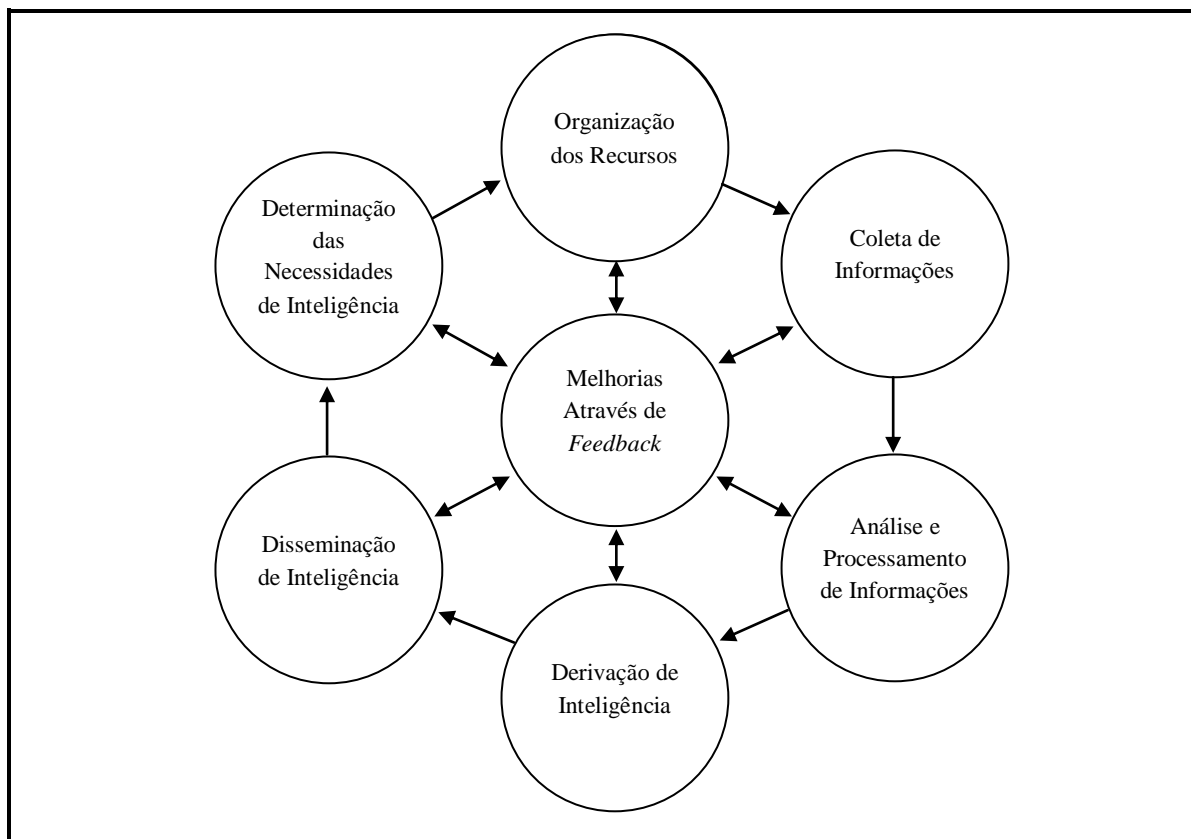 Organização
dos Recursos
Determinação
das
Necessidades
de Inteligência
Coleta de
Informações
Melhorias
Através de
Feedback
Disseminação
de Inteligência
Análise e
Processamento
de Informações
Derivação de
Inteligência